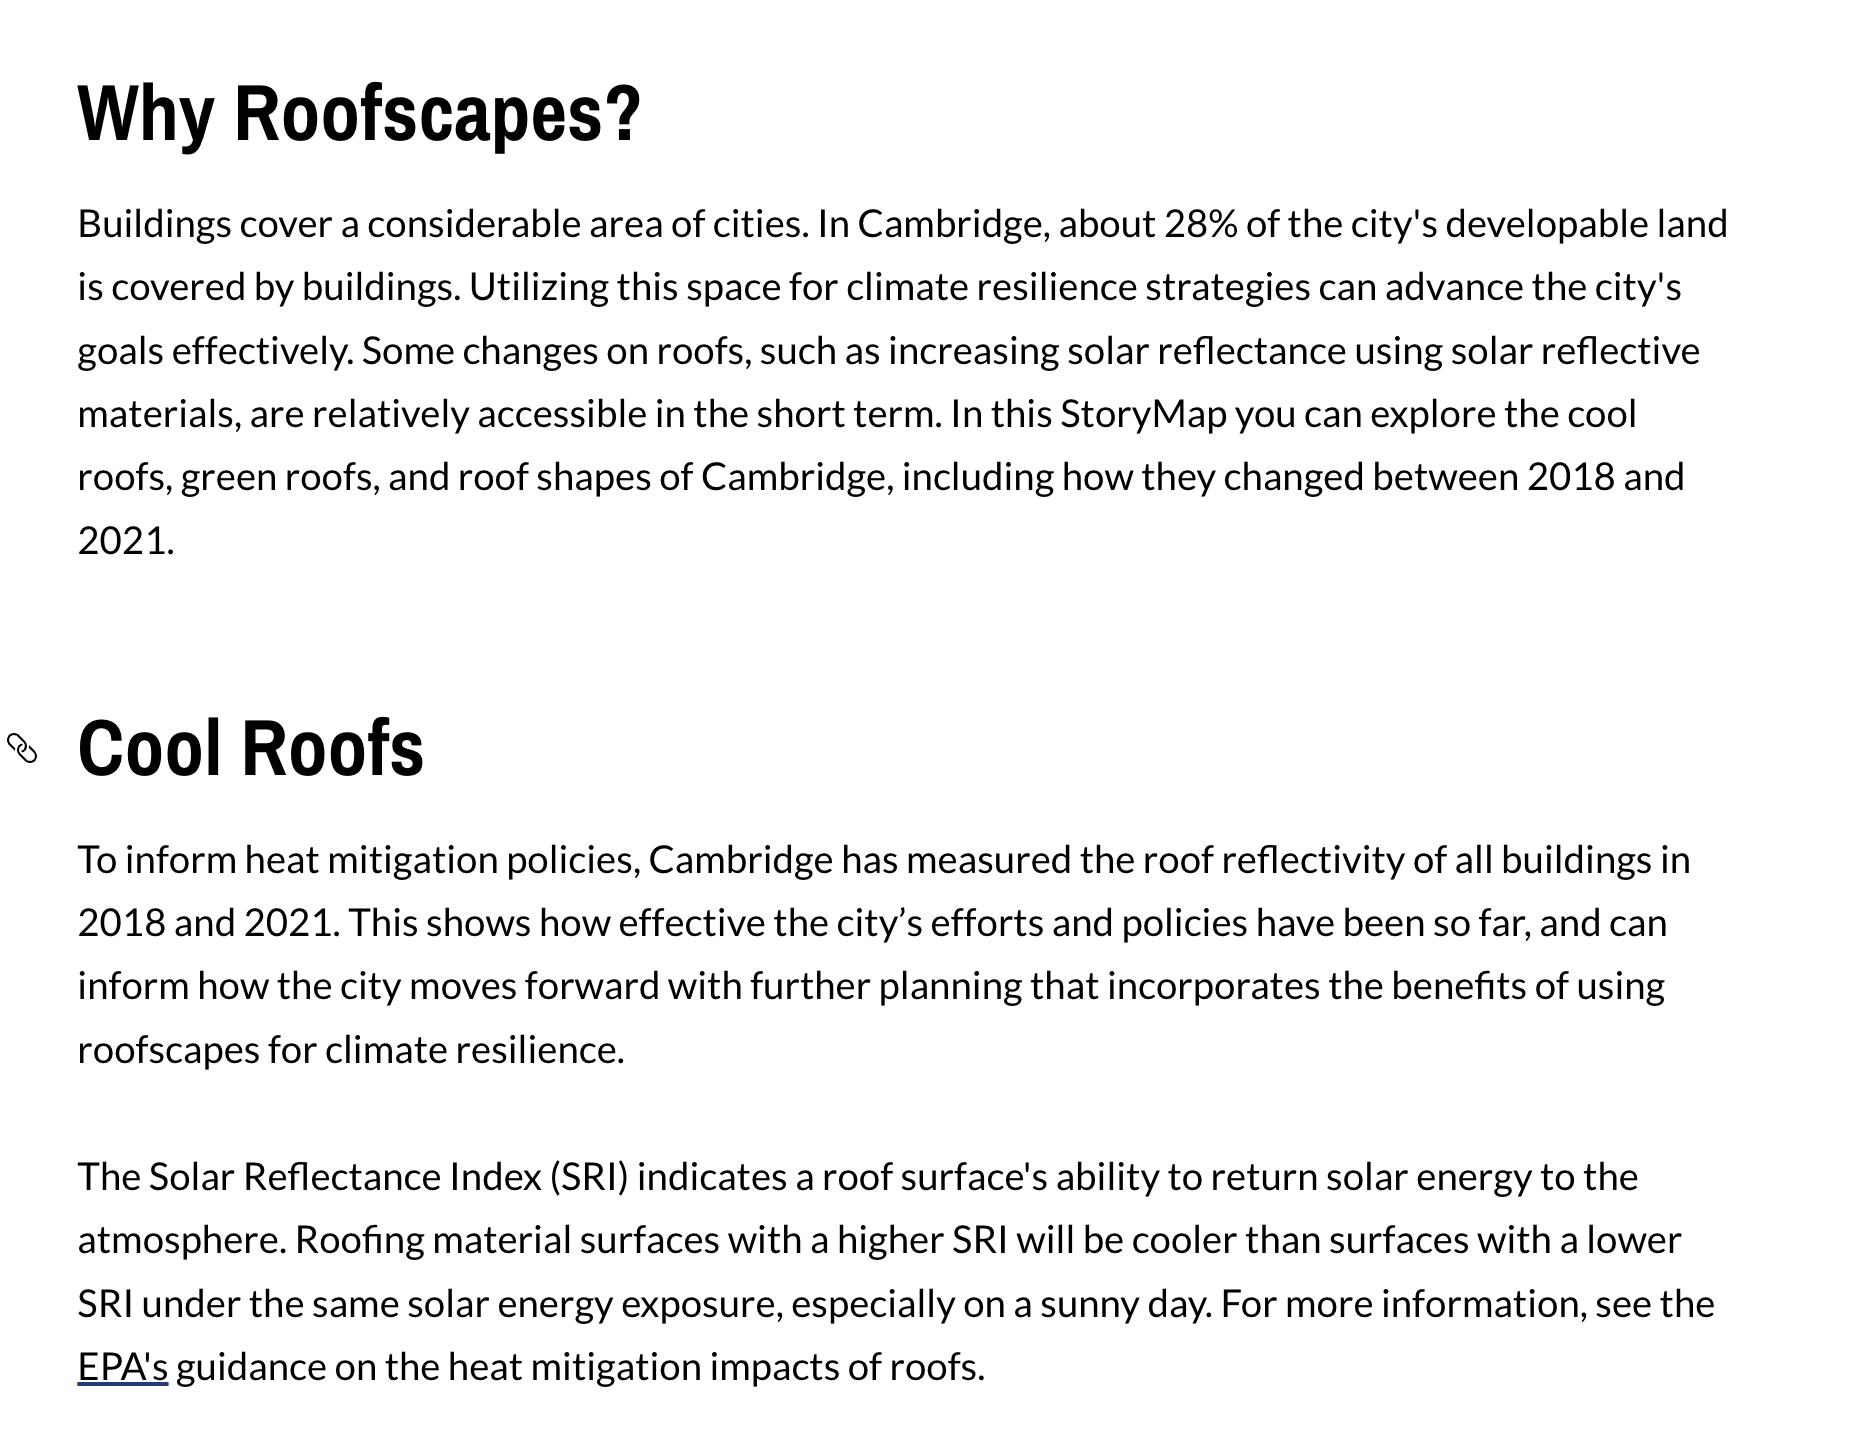 Why Roofscapes?
Buildings cover a considerable area of cities. In Cambridge, about 28% of the city's developable land
is covered by buildings. Utilizing this space for climate resilience strategies can advance the city's
goals effectively. Some changes on roofs, such as increasing solar reflectance using solar reflective
materials, are relatively accessible in the short term. In this StoryMap you can explore the cool
roofs, green roofs, and roof shapes of Cambridge, including how they changed between 2018 and
2021.
Cool Roofs
To inform heat mitigation policies, Cambridge has measured the roof reflectivity of all buildings in
2018 and 2021. This shows how effective the city’s efforts and policies have been so far, and can
inform how the city moves forward with further planning that incorporates the benefits of using
roofscapes for climate resilience.
The Solar Reflectance Index (SRI) indicates a roof surface's ability to return solar energy to the
atmosphere. Roofing material surfaces with a higher SRI will be cooler than surfaces with a lower
SRI under the same solar energy exposure, especially on a sunny day. For more information, see the
EPA's guidance on the heat mitigation impacts of roofs.